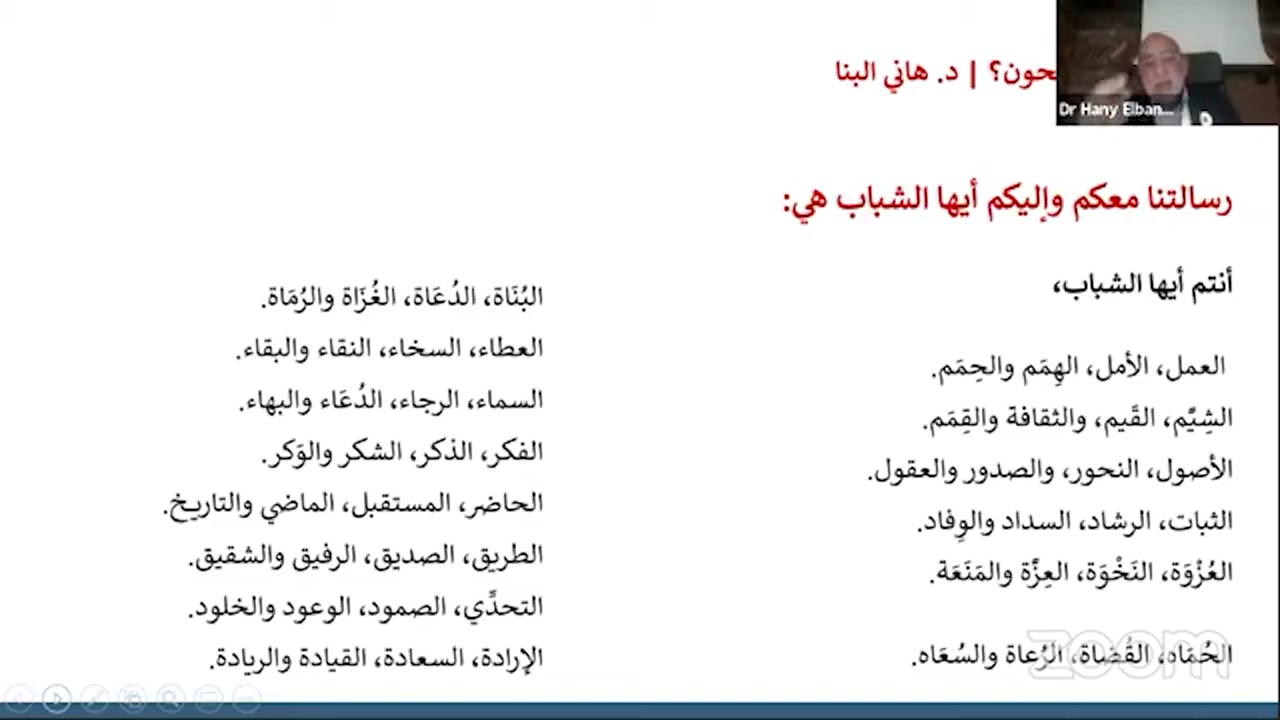 حون؟ | د. هاني البنا
Dr Hany Elban...
رسالتنا معكم وإليكم أيها الشباب هي:
أنتم أيها الشباب،
العمل، الأمل، الهِمَم والحِمَم.
الشِيَّم، القَيم، والثقافة والقِمَم.
الأصول، النحور، والصدور والعقول.
الثبات، الرشاد، السداد والوِفاد.
العُزْوَة، النَخْوَة، العِزَّة والمَنَعَة.
الحُمَاه، القُضاة، الرُعاة والسُعَاه.
البُنَاة، الدُعَاة، الغُزَاة والرُمَاة.
العطاء، السخاء، النقاء والبقاء.
السماء، الرجاء، الدُعَاء والبهاء.
الفكر، الذكر، الشكر والوَكر.
الحاضر، المستقبل، الماضي والتاريخ.
الطريق، الصديق، الرفيق والشقيق.
التحدِّي، الصمود، الوعود والخلود.
الإرادة، السعادة، القيادة والريادة.
zoom